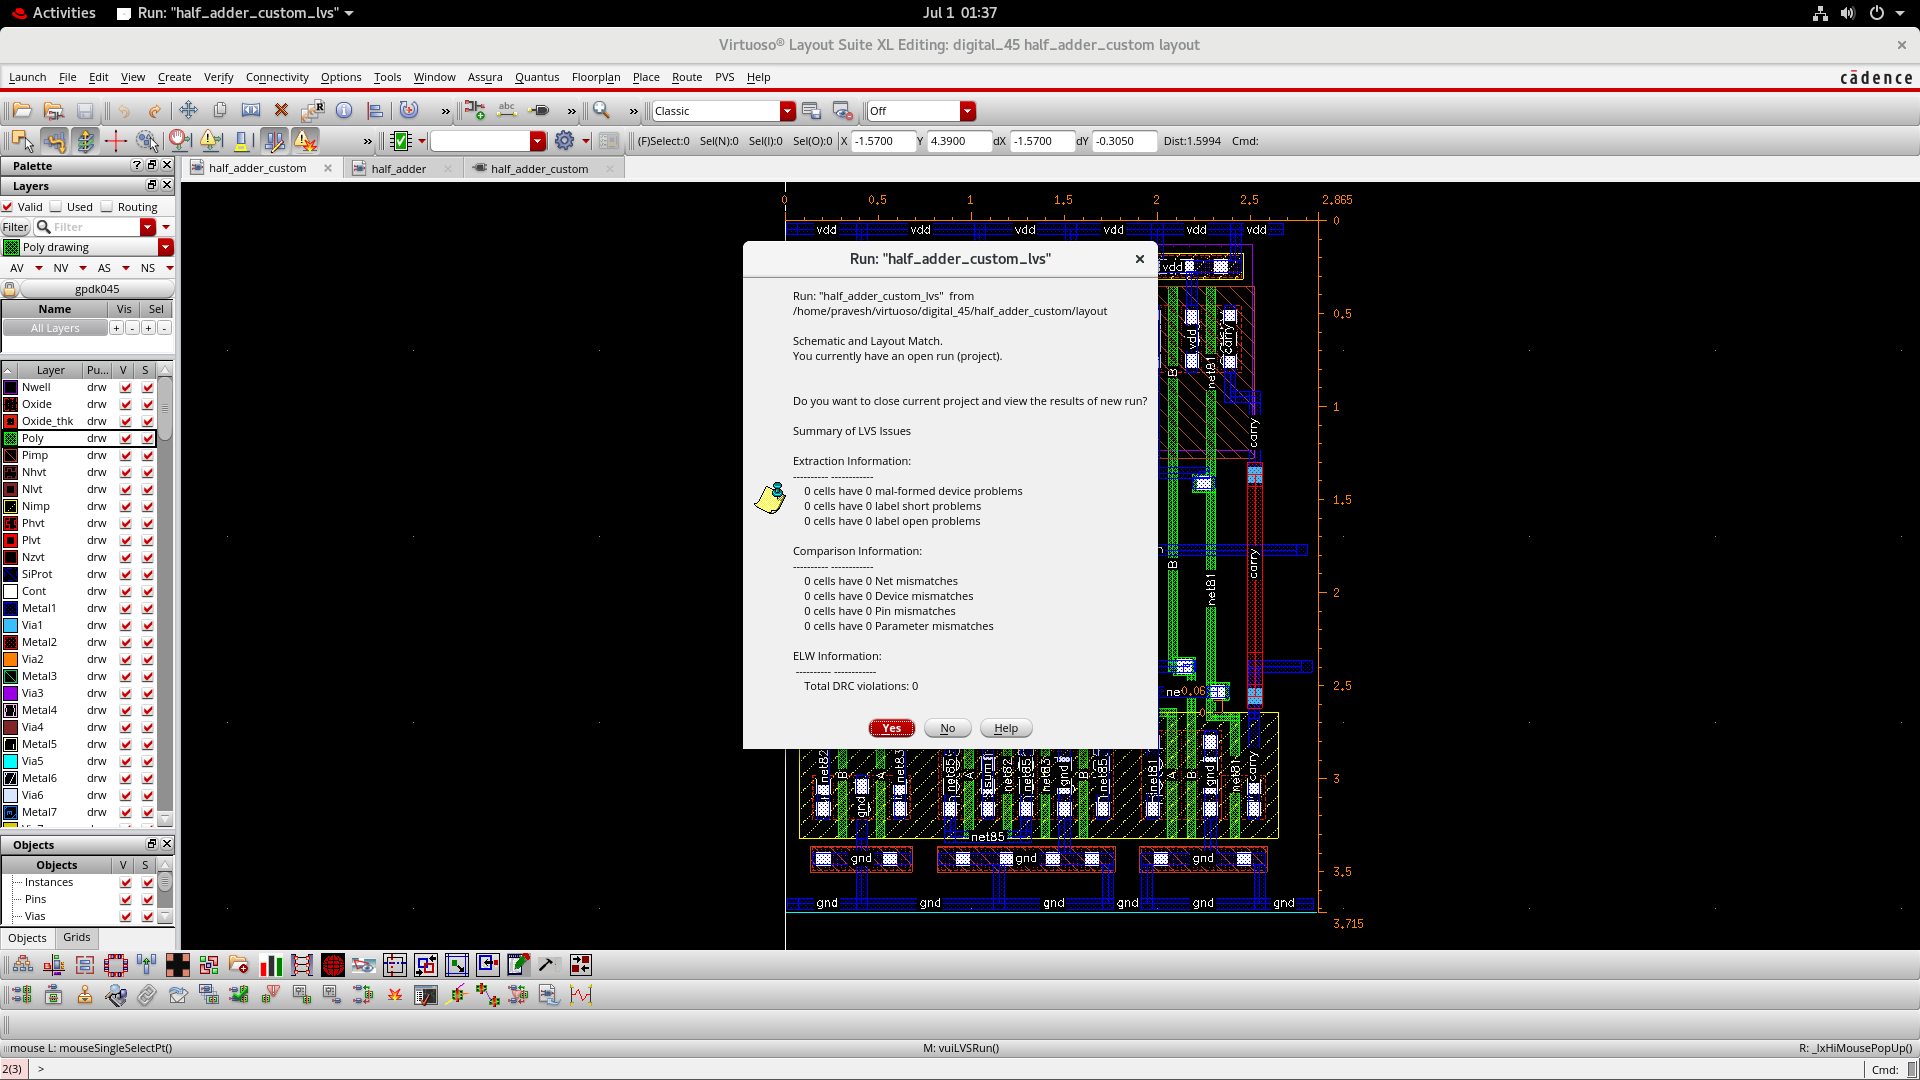 Activities
Run: "half_adder_custom_lvs"
Jul 1 01:37
Virtuoso® Layout Suite XL Editing: digital_45 half_adder_custom layout
Launch File Edit View Create Verify Connectivity Options Tools Window Assura Quantus Floorplan Place Route PVS Help
cādence
Classic
Off
(F)Select:0 Sel(N):0 Sel(I):0 Sel(O):0 X -1.5700 Y 4.3900 dX -1.5700 dY -0.3050 Dist:1.5994 Cmd:
Palette
half_adder_custom
half_adder
half_adder_custom
Layers
Valid Used Routing
Filter Filter
Poly drawing
AV NV AS NS
gpdk045
Name Vis Sel
All Layers + - + -
Layer Pu... V S
Nwell drw
Oxide drw
Oxide_thk drw
Poly drw
Pimp drw
Nhvt drw
Nlvt drw
Nimp drw
Phvt drw
Plvt drw
Nzvt drw
SiProt drw
Cont drw
Metal1 drw
Via1 drw
Metal2 drw
Via2 drw
Metal3 drw
Via3 drw
Metal4 drw
Via4 drw
Metal5 drw
Via5 drw
Metal6 drw
Via6 drw
Metal7 drw
Objects
Objects V S
Instances
Pins
Vias
Objects Grids
0 0.5 1 1.5 2 2.5 2.865
0
0.5
1
1.5
2
2.5
3
3.5
3.715
vdd vdd vdd vdd vdd vdd
vdd
vdd
carry
B
net81
carry
B
net81
carry
ne
0.06
0
net82
B
A
net83
net85
A
sum
net82
net85
net83
gnd
B
net85
net81
A
B
gnd
net81
carry
gnd
net85
gnd gnd gnd
gnd gnd gnd gnd gnd gnd
Run: "half_adder_custom_lvs"
Run: "half_adder_custom_lvs" from
/home/pravesh/virtuoso/digital_45/half_adder_custom/layout
Schematic and Layout Match.
You currently have an open run (project).
Do you want to close current project and view the results of new run?
Summary of LVS Issues
Extraction Information:
---------- ------------
0 cells have 0 mal-formed device problems
0 cells have 0 label short problems
0 cells have 0 label open problems
Comparison Information:
---------- ------------
0 cells have 0 Net mismatches
0 cells have 0 Device mismatches
0 cells have 0 Pin mismatches
0 cells have 0 Parameter mismatches
ELW Information:
---------- ------------
Total DRC violations: 0
Yes No Help
mouse L: mouseSingleSelectPt()
M: vuiLVSRun()
R: _lxHiMousePopUp()
2(3) >
Cmd: